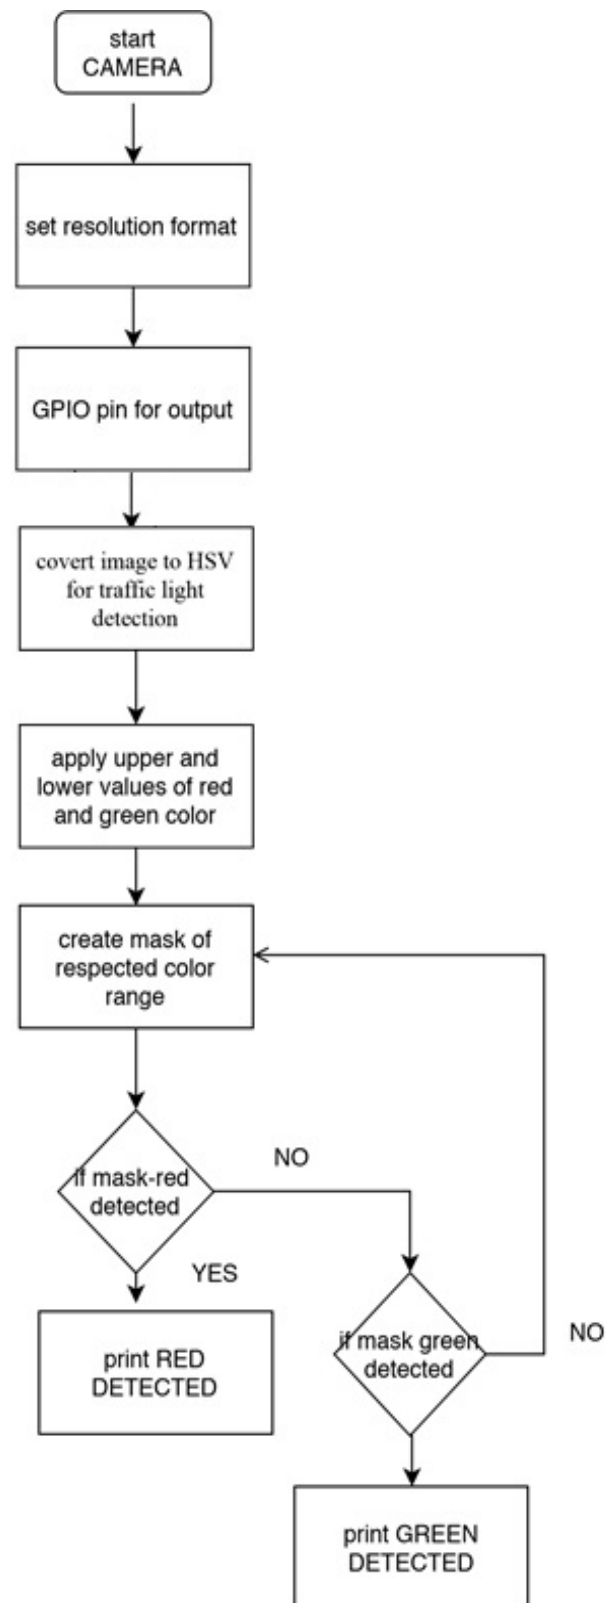 start
CAMERA
set resolution format
GPIO pin for output
covert image to HSV
for traffic light
detection
apply upper and
lower values of red
and green color
create mask of
respected color
range
if mask-red
detected
NO
YES
print RED
DETECTED
if mask green
detected
NO
print GREEN
DETECTED